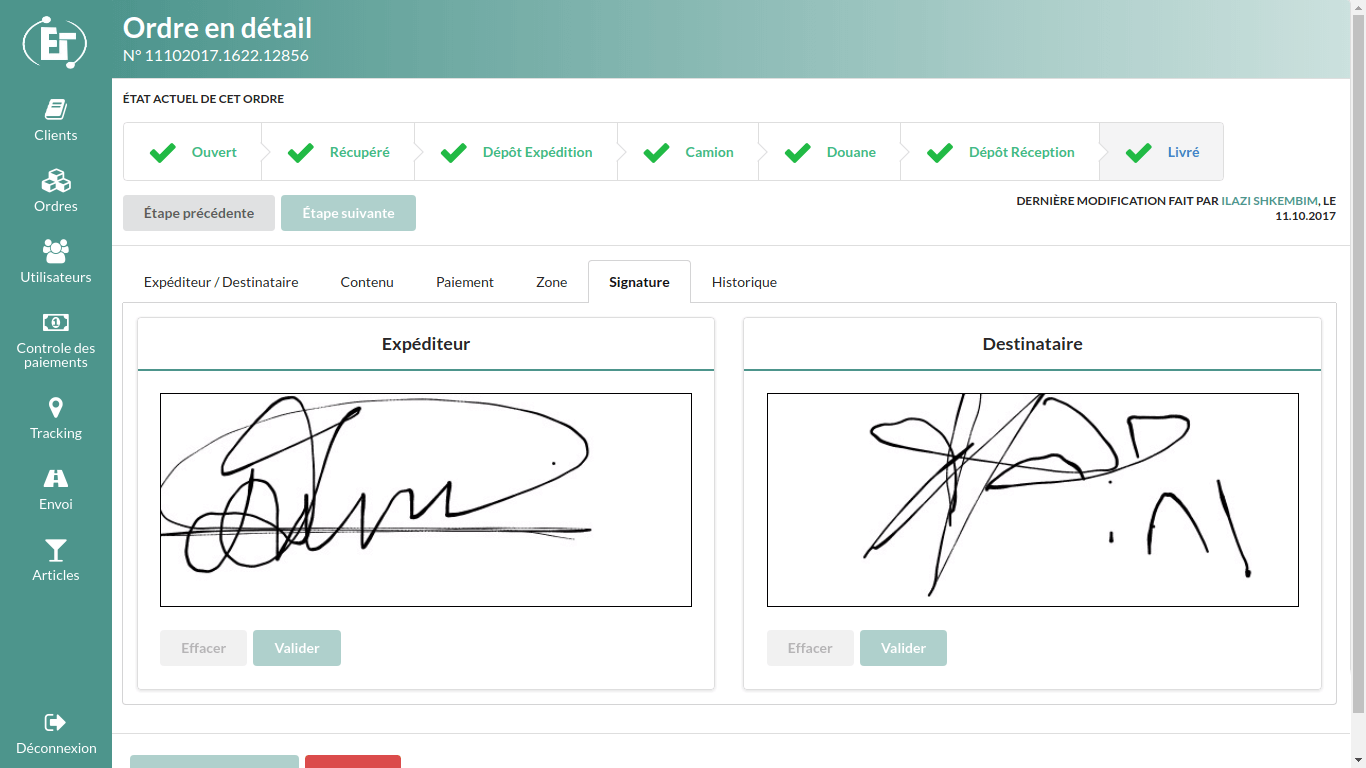 ET
Ordre en détail
N° 11102017.1622.12856
Clients
Ordres
Utilisateurs
Controle des
paiements
Tracking
Envoi
Articles
Déconnexion
ÉTAT ACTUEL DE CET ORDRE
Ouvert
Récupéré
Dépôt Expédition
Camion
Douane
Dépôt Réception
Livré
Étape précédente
Étape suivante
DERNIÈRE MODIFICATION FAIT PAR ILAZI SHKEMBIM, LE
11.10.2017
Expéditeur / Destinataire
Contenu
Paiement
Zone
Signature
Historique
Expéditeur
Effacer
Valider
Destinataire
Effacer
Valider